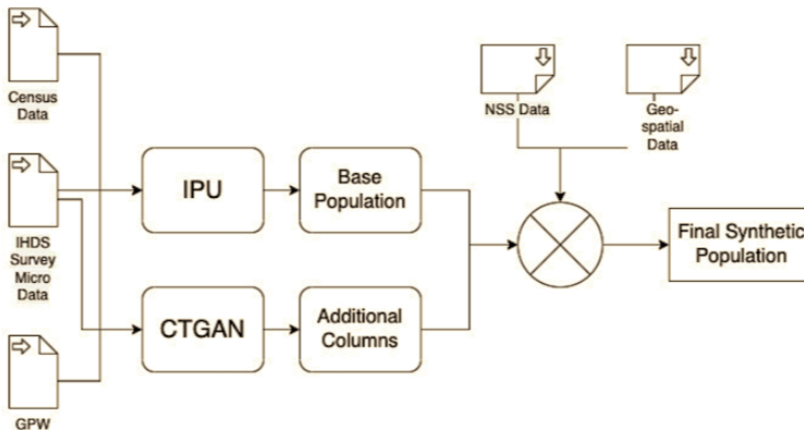 Census
Data
IHDS
Survey
Micro
Data
GPW
IPU
CTGAN
Base
Population
Additional
Columns
NSS Data
Geo-
spatial
Data
Final Synthetic
Population